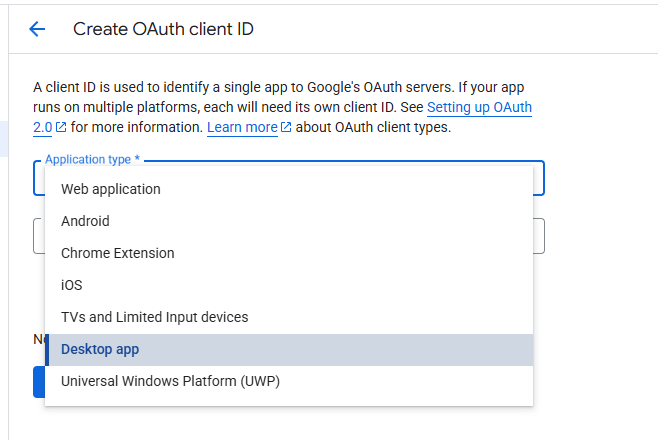 Create OAuth client ID
A client ID is used to identify a single app to Google's OAuth servers. If your app
runs on multiple platforms, each will need its own client ID. See Setting up OAuth
2.0 for more information. Learn more about OAuth client types.
Application type *
Web application
Android
Chrome Extension
iOS
TVs and Limited Input devices
Desktop app
Universal Windows Platform (UWP)